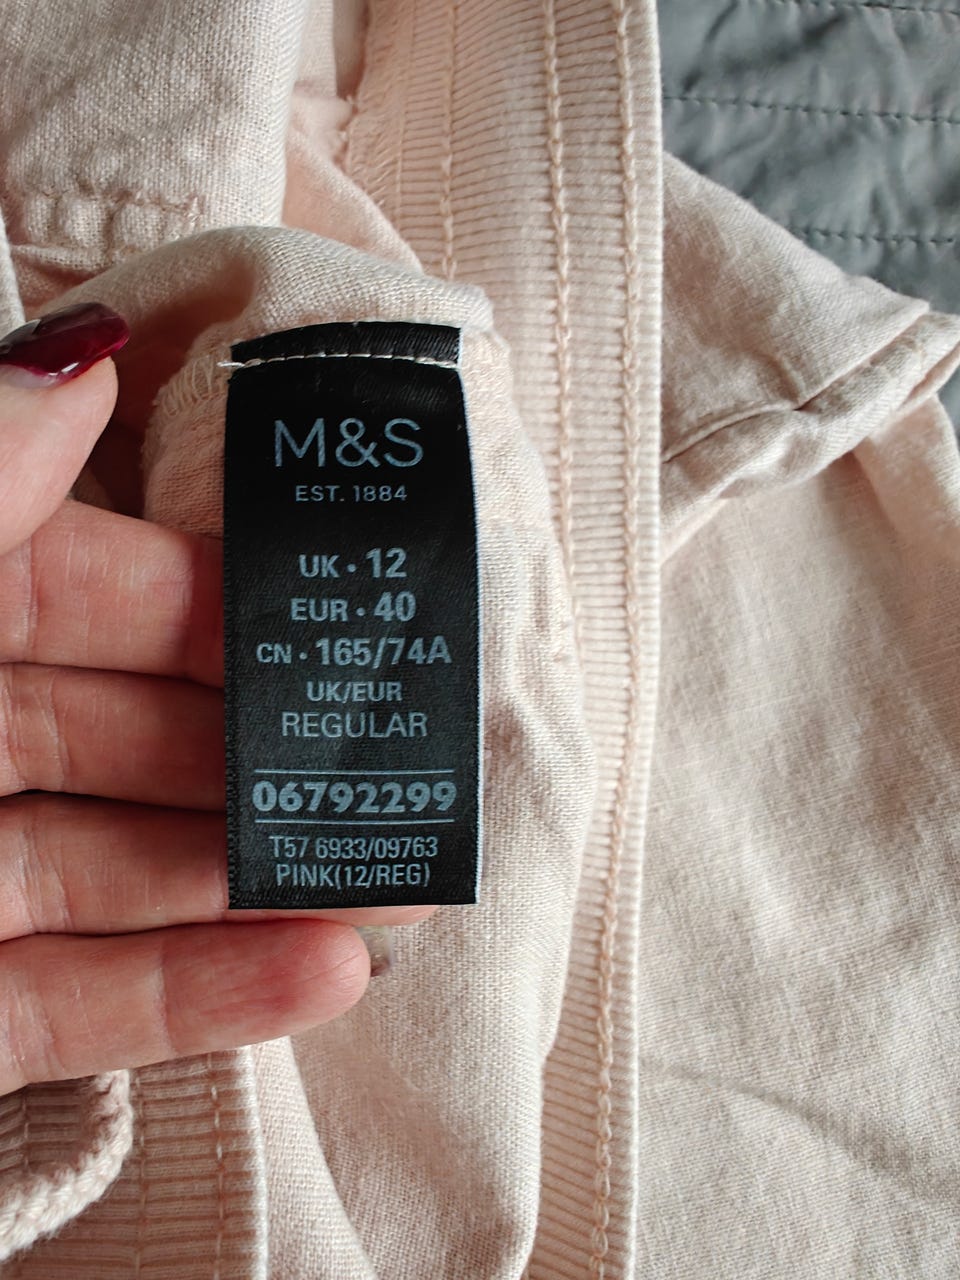 M&S
EST. 1884
UK • 12
EUR • 40
CN • 165/74A
UK/EUR
REGULAR
06792299
T57 6933/09763
PINK(12/REG)